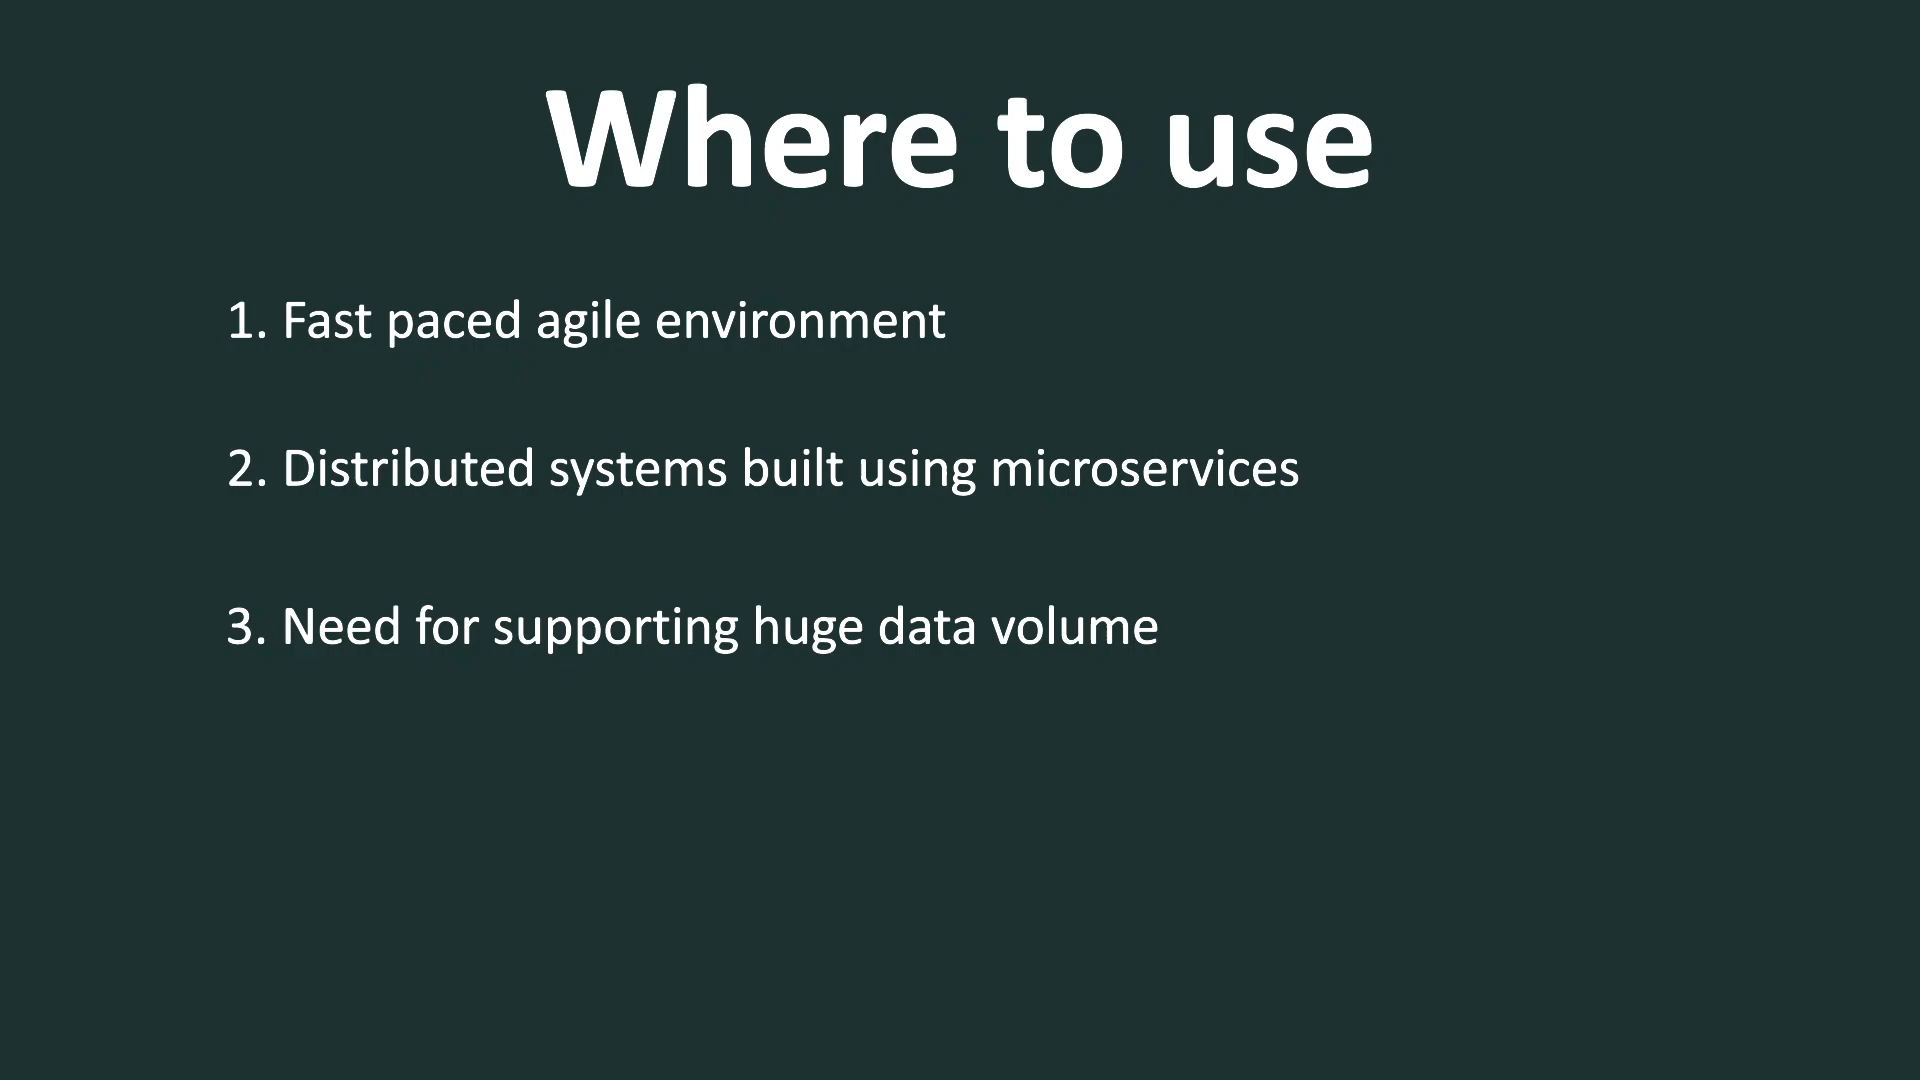 Where to use
1. Fast paced agile environment
2. Distributed systems built using microservices
3. Need for supporting huge data volume